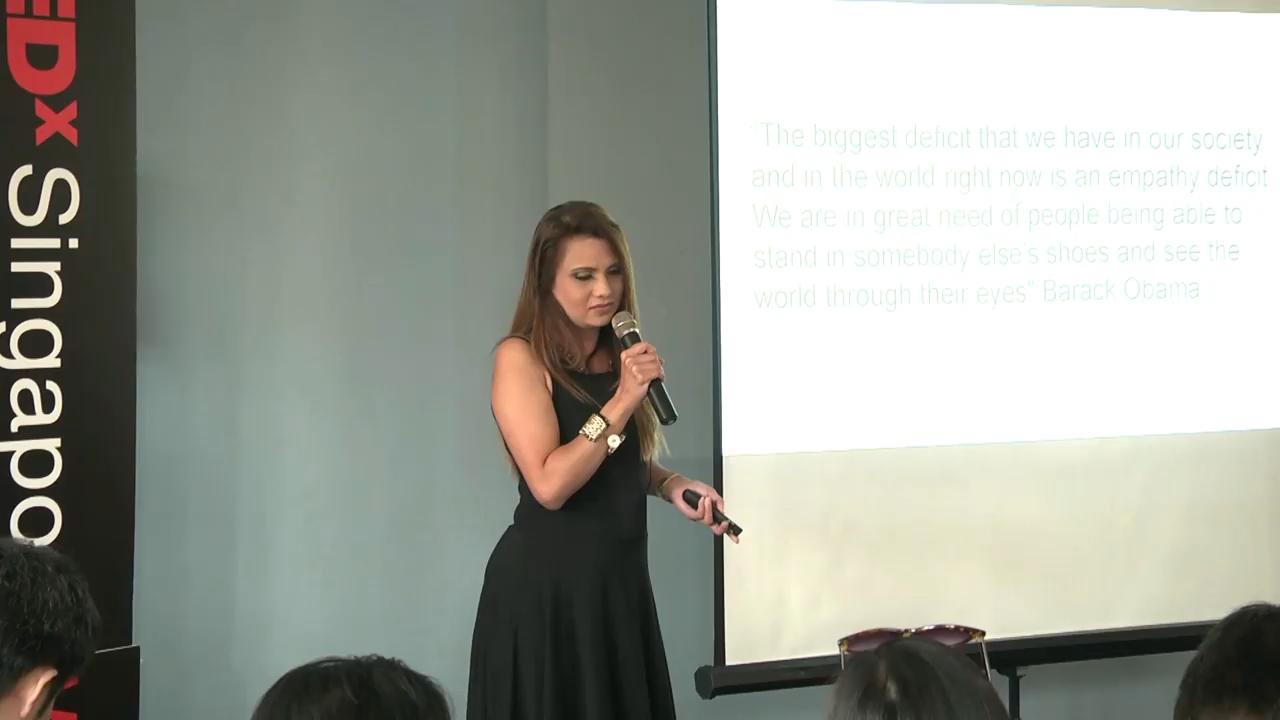 EDx Singapo
"The biggest deficit that we have in our society
and in the world right now is an empathy deficit
We are in great need of people being able to
stand in somebody else's shoes and see the
world through their eyes" Barack Obama